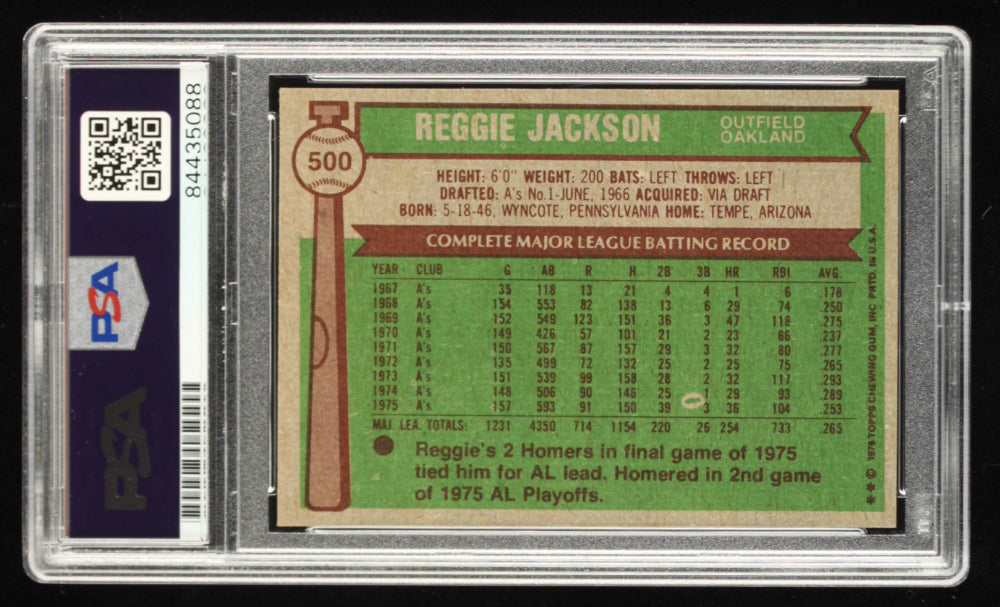 84435088
PSA
PSA
500
REGGIE JACKSON
OUTFIELD
OAKLAND
HEIGHT: 6'0" WEIGHT: 200 BATS: LEFT THROWS: LEFT
DRAFTED: A's No.1-JUNE, 1966 ACQUIRED: VIA DRAFT
BORN: 5-18-46, WYNCOTE, PENNSYLVANIA HOME: TEMPE, ARIZONA
COMPLETE MAJOR LEAGUE BATTING RECORD
YEAR CLUB G AB R H 2B 3B HR RBI AVG.
1967 A's 35 118 13 21 4 4 1 6 .178
1968 A's 154 553 82 138 13 6 29 74 .250
1969 A's 152 549 123 151 36 3 47 118 .275
1970 A's 149 426 57 101 21 2 23 66 .237
1971 A's 150 567 87 157 29 3 32 80 .277
1972 A's 135 499 72 132 25 2 25 75 .265
1973 A's 151 539 99 158 28 2 32 117 .293
1974 A's 148 506 90 146 25 1 29 93 .289
1975 A's 157 593 91 150 39 3 36 104 .253
MAJ. LEA. TOTALS: 1231 4350 714 1154 220 26 254 733 .265
Reggie's 2 Homers in final game of 1975
tied him for AL lead. Homered in 2nd game
of 1975 AL Playoffs.
** © 1976 TOPPS CHEWING GUM, INC. PRTD. IN U.S.A.